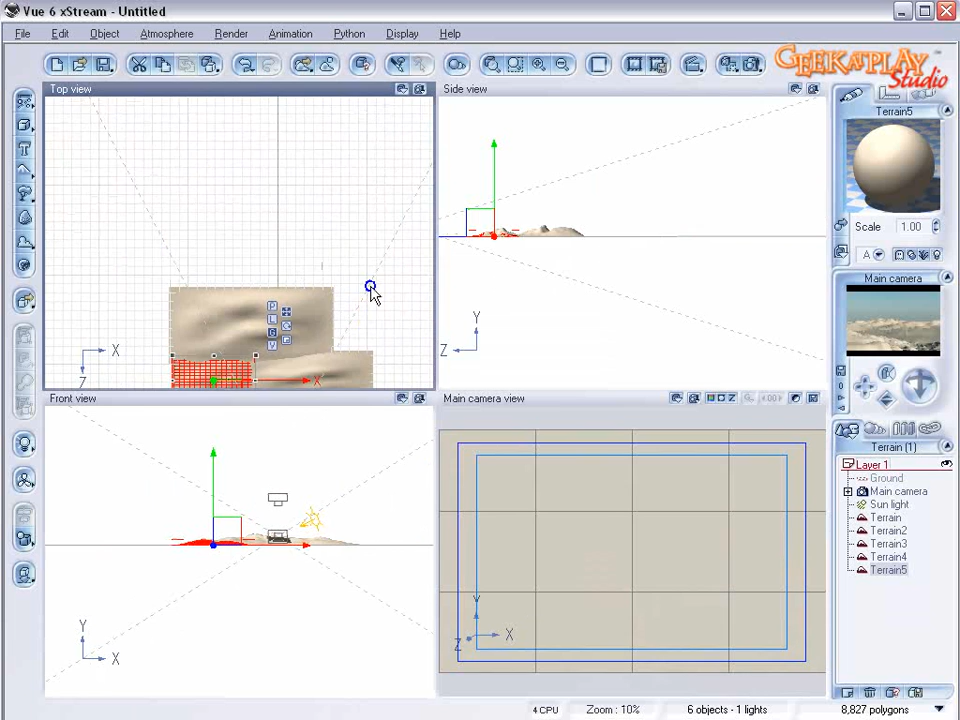 Vue 6 xStream - Untitled
File Edit Object Atmosphere Render Animation Python Display Help
GEEKATPLAY
Studio
Top view
Side view
Terrain5
Scale 1.00
A
Main camera
P
L
V
X
X
Z
Y
Z
Front view
Main camera view
Terrain (1)
Layer 1
Ground
Main camera
Sun light
Terrain
Terrain2
Terrain3
Terrain4
Terrain5
Y
X
Y
Z
X
4 CPU
Zoom : 10%
6 objects - 1 lights
8,827 polygons